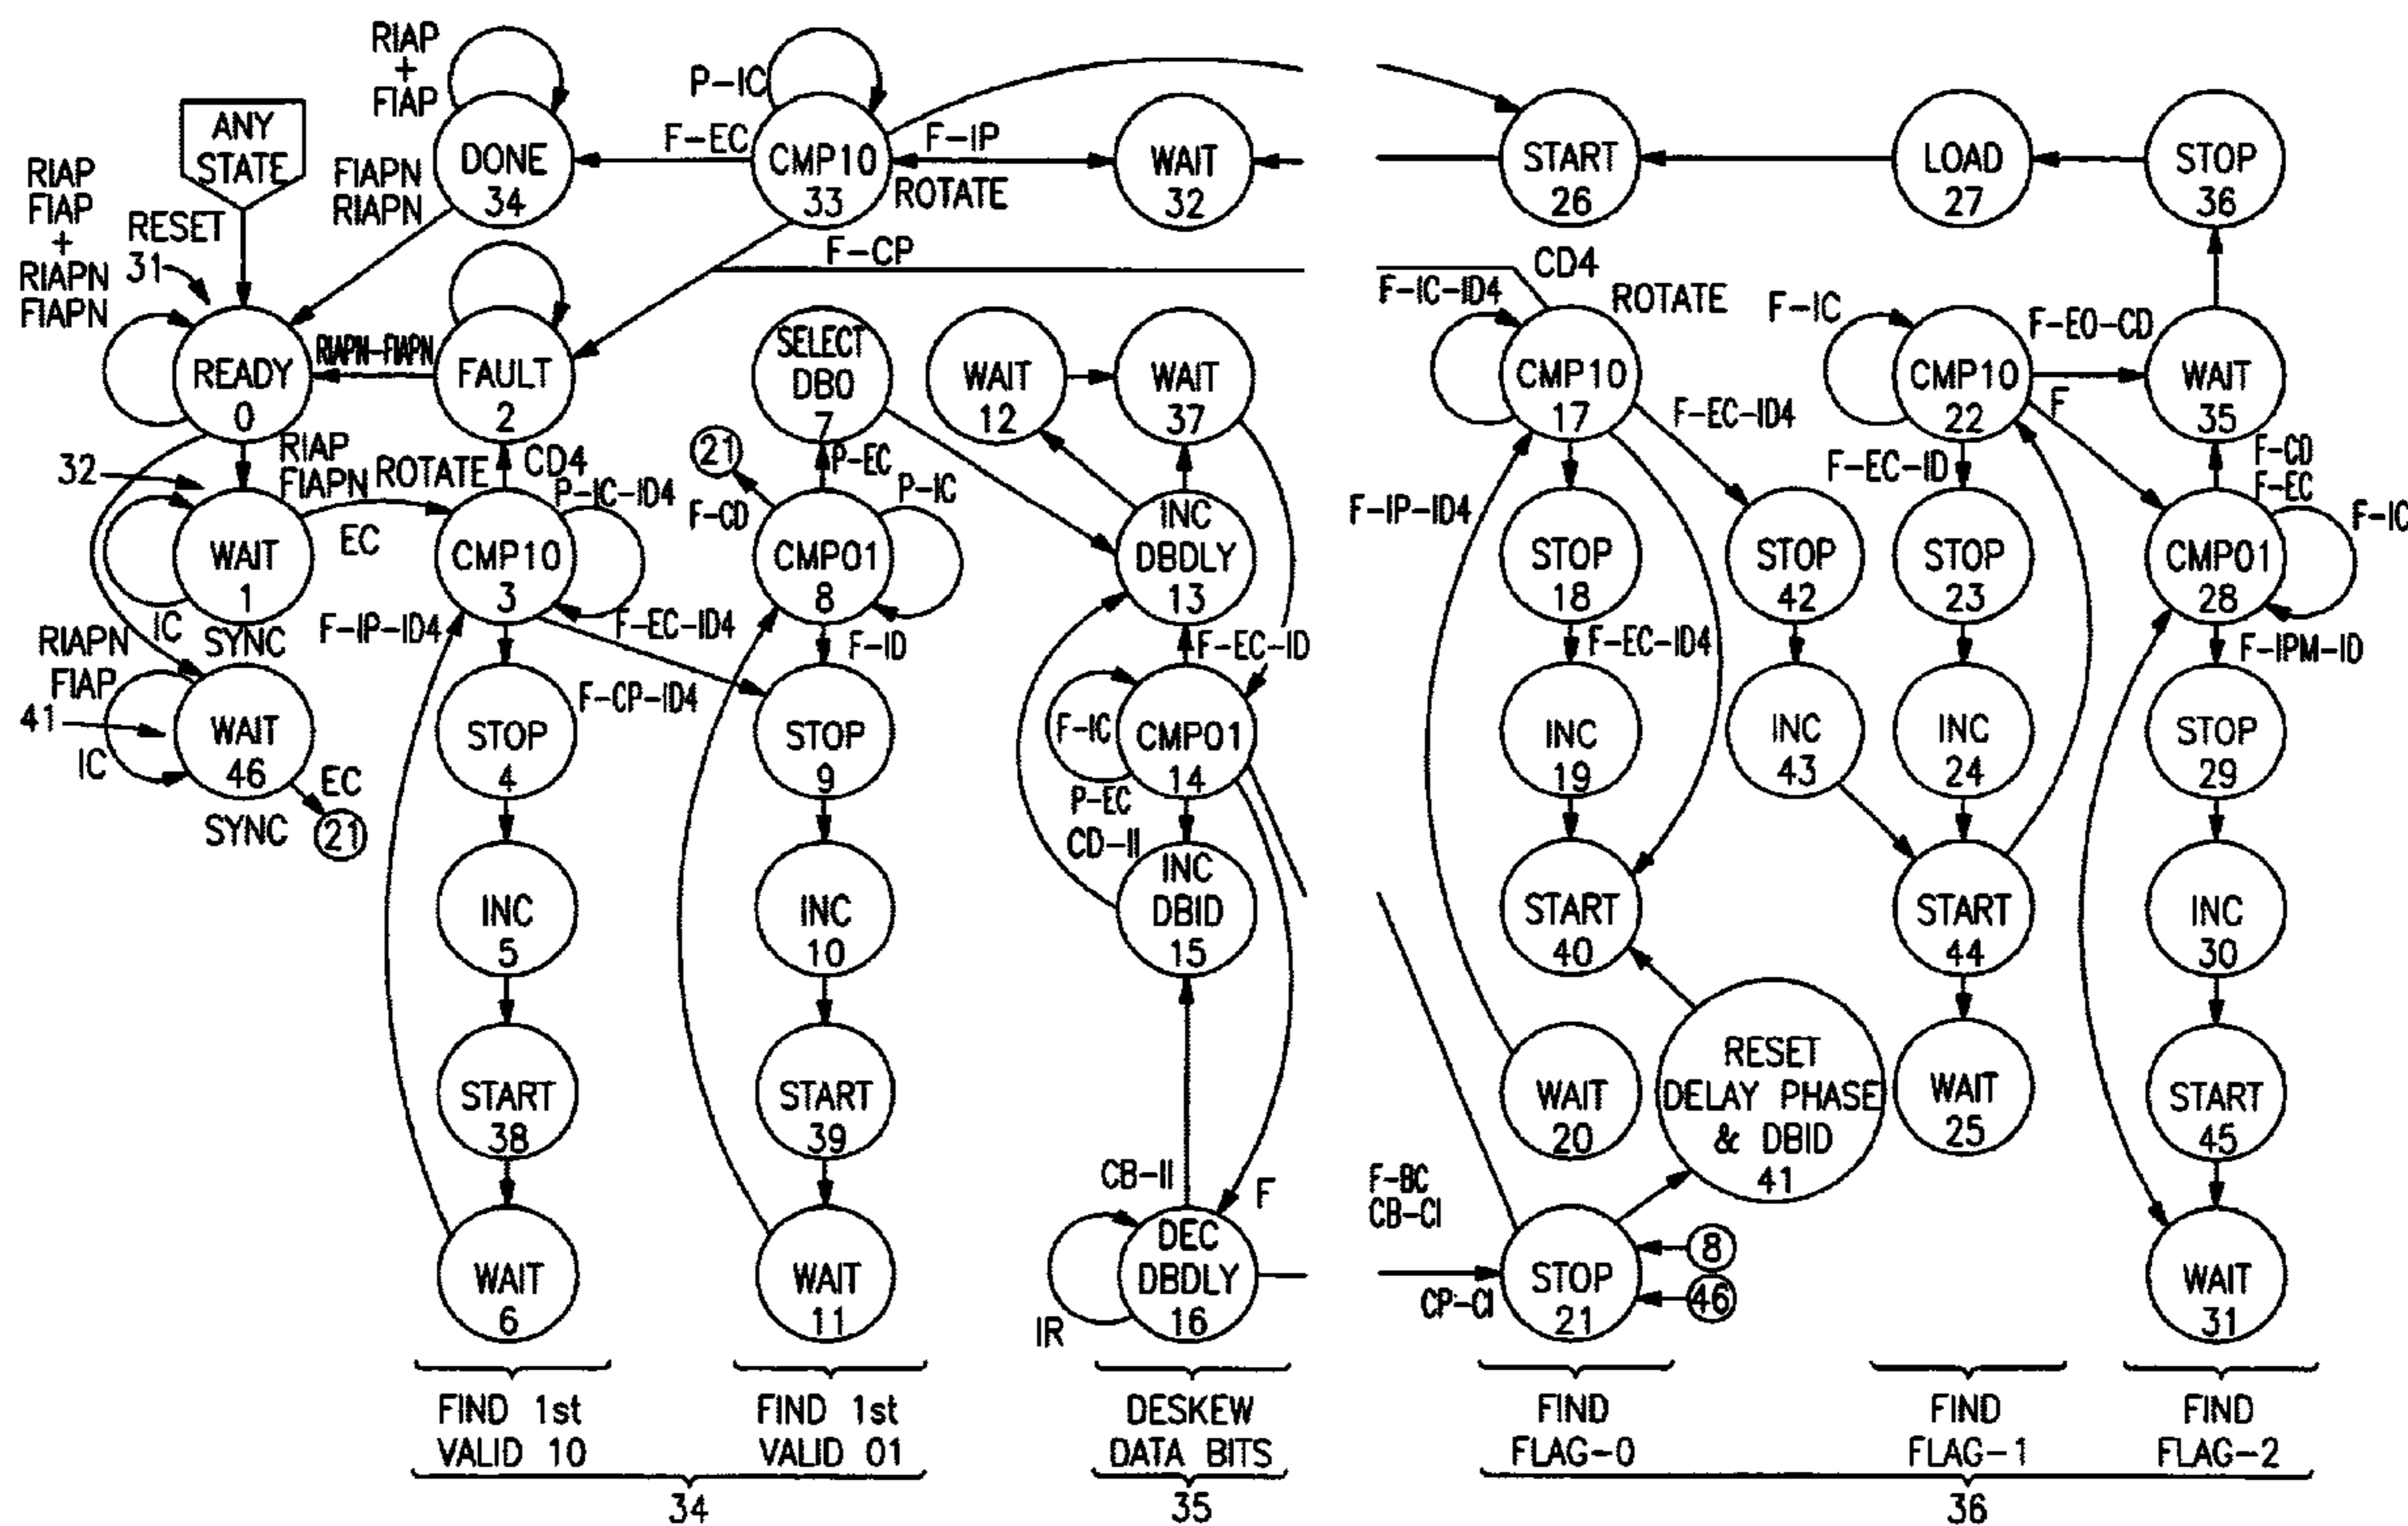 RIAP
+
FIAP
P-IC
ANY
STATE
DONE
34
F-EC
CMP10
33
F-IP
ROTATE
WAIT
32
START
26
LOAD
27
STOP
36
RIAP
FIAP
+
RIAPN
FIAPN
RESET
31
FIAPN
RIAPN
F-CP
CD4
F-IC-ID4
ROTATE
F-IC
F-EO-CD
READY
0
RIAPN-FIAPN
FAULT
2
SELECT
DBO
7
WAIT
12
WAIT
37
CMP10
17
F-EC-ID4
CMP10
22
F
WAIT
35
32
RIAP
FIAPN
ROTATE
CD4
P-IC-ID4
21
P-EC
F-CD
P-IC
F-IP-ID4
F-EC-ID
F-CD
F-EC
F-IC
WAIT
1
SYNC
EC
IC
CMP10
3
CMP01
8
INC
DBDLY
13
STOP
18
STOP
42
STOP
23
CMP01
28
RIAPN
FIAP
F-IP-ID4
F-EC-ID4
F-ID
F-EC-ID
F-EC-ID4
F-IPM-ID
41
WAIT
46
IC
EC
SYNC
21
STOP
4
F-CP-ID4
STOP
9
F-IC
CMP01
14
P-EC
CD-II
INC
19
INC
43
INC
24
STOP
29
INC
5
INC
10
INC
DBID
15
START
40
START
44
INC
30
START
38
START
39
WAIT
20
RESET
DELAY PHASE
& DBID
41
WAIT
25
START
45
CB-II
F
F-BC
CB-CI
WAIT
6
WAIT
11
IR
DEC
DBDLY
16
CP-CI
STOP
21
8
46
WAIT
31
FIND 1st
VALID 10
FIND 1st
VALID 01
DESKEW
DATA BITS
FIND
FLAG-0
FIND
FLAG-1
FIND
FLAG-2
34
35
36